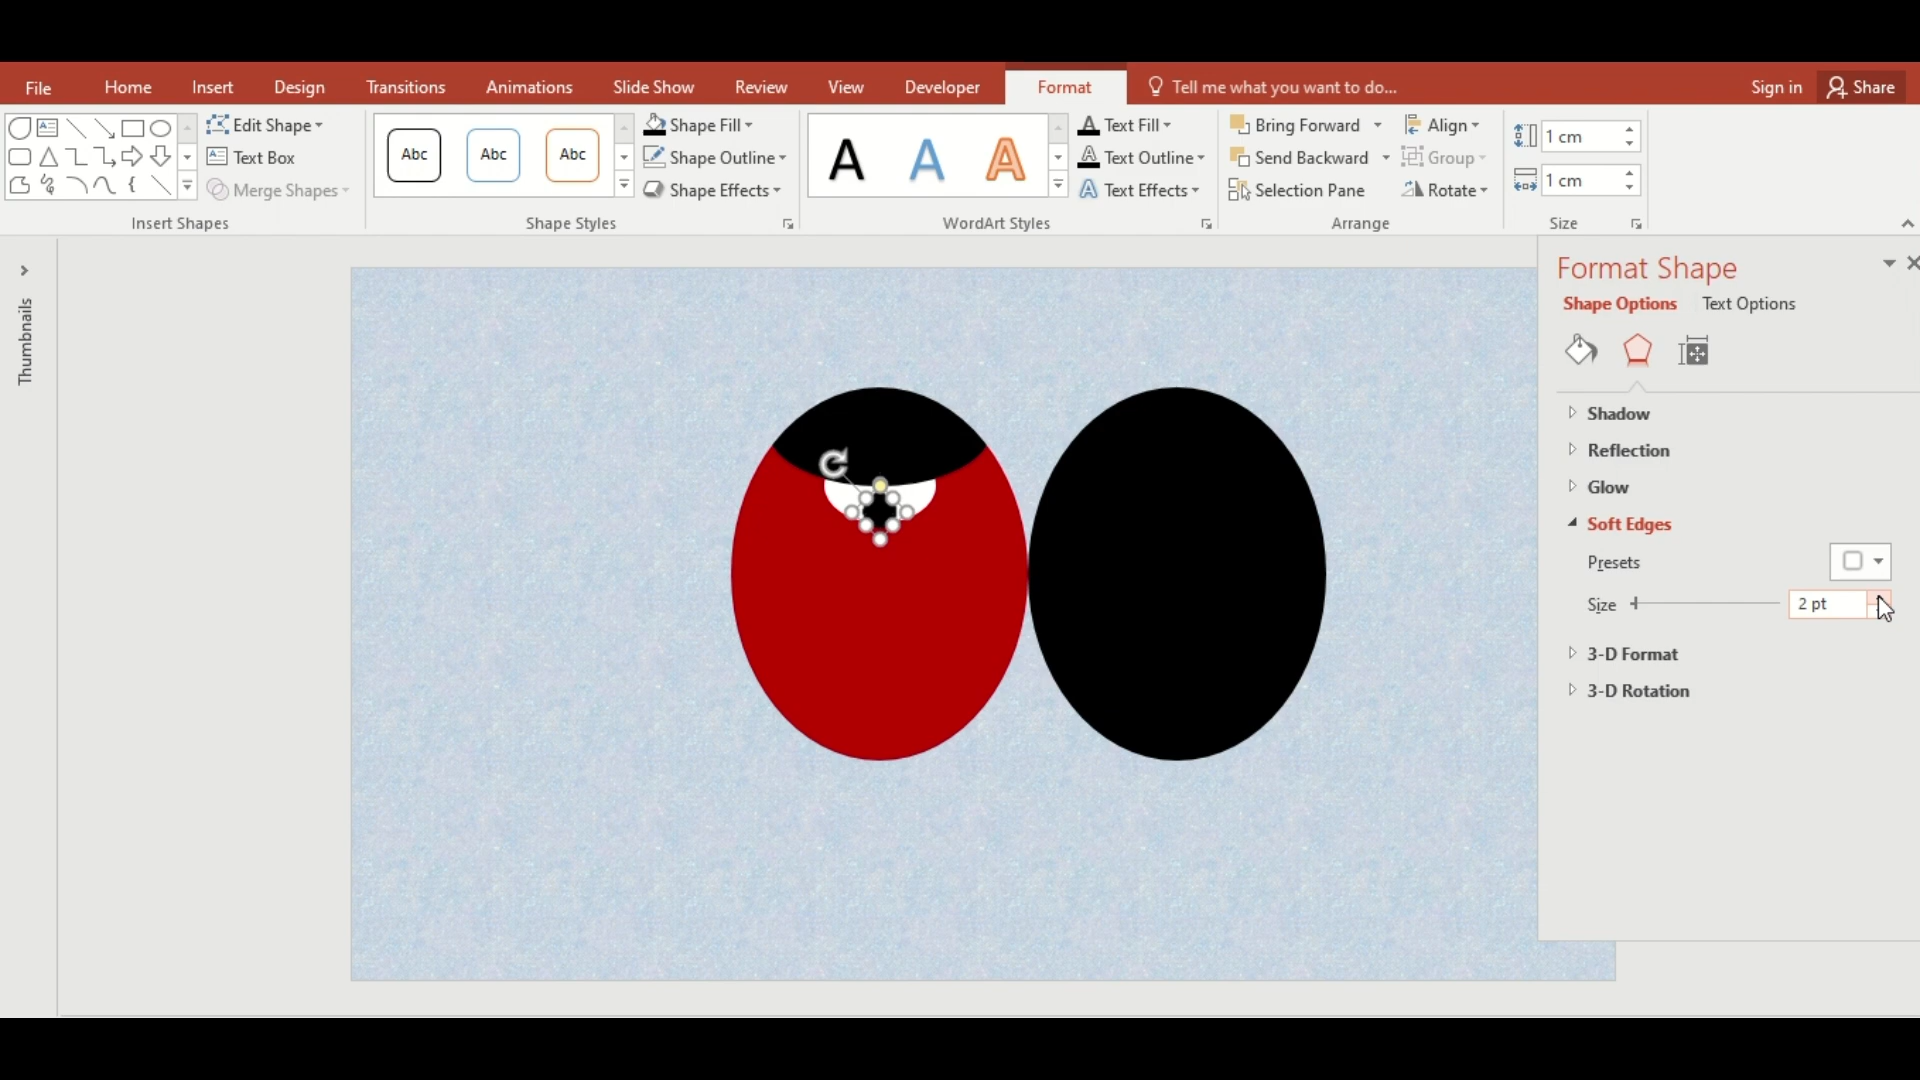 File Home Insert Design Transitions Animations Slide Show Review View Developer Format Tell me what you want to do... Sign in Share
Edit Shape
Text Box
Merge Shapes
Insert Shapes
Abc Abc Abc
Shape Fill
Shape Outline
Shape Effects
Shape Styles
A A A
Text Fill
Text Outline
Text Effects
WordArt Styles
Bring Forward
Send Backward
Selection Pane
Align
Group
Rotate
Arrange
1 cm
1 cm
Size
Thumbnails
Format Shape
Shape Options Text Options
Shadow
Reflection
Glow
Soft Edges
Presets
Size 2 pt
3-D Format
3-D Rotation